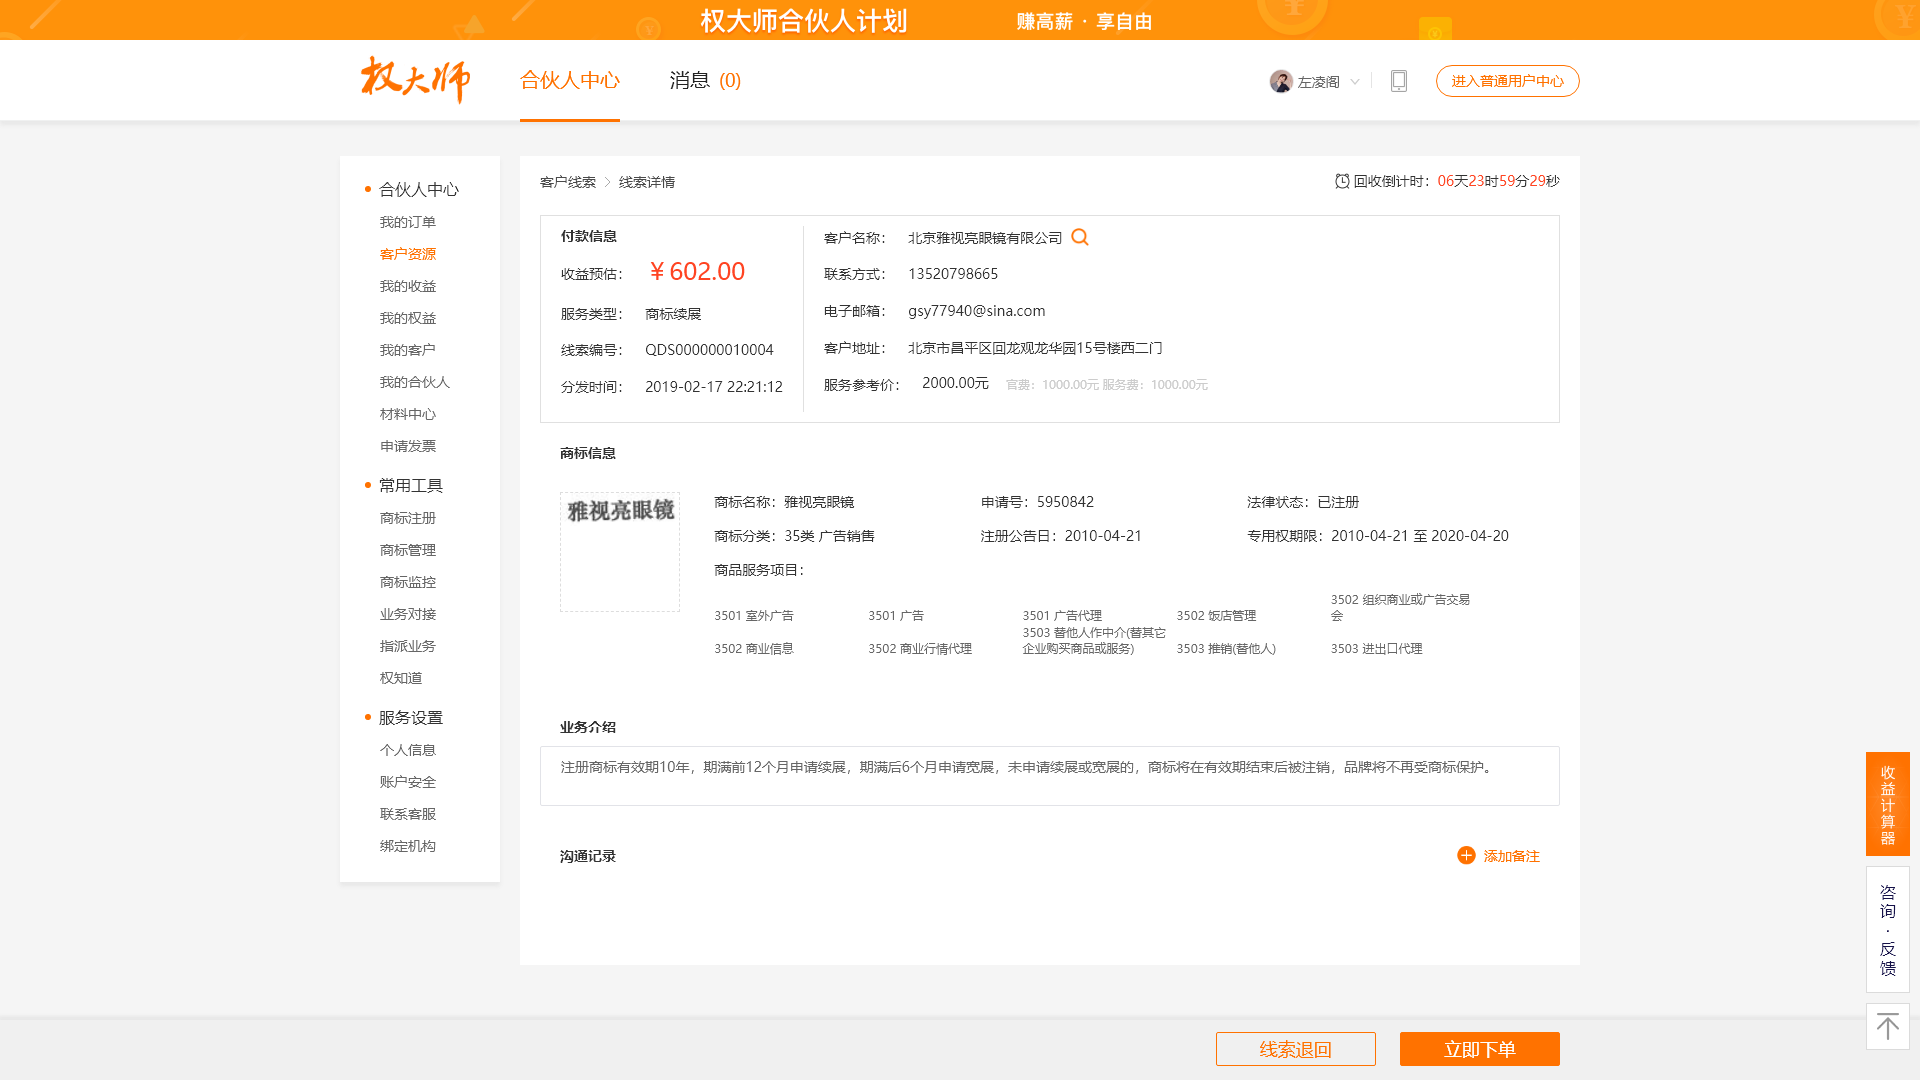 权大师合伙人计划 赚高薪 · 享自由
权大师 合伙人中心 消息 (0) 左凌阁 进入普通用户中心
合伙人中心
我的订单
客户资源
我的收益
我的权益
我的客户
我的合伙人
材料中心
申请发票
常用工具
商标注册
商标管理
商标监控
业务对接
指派业务
权知道
服务设置
个人信息
账户安全
联系客服
绑定机构
客户线索 > 线索详情 回收倒计时：06天23时59分29秒
付款信息
收益预估：￥602.00
服务类型：商标续展
线索编号：QDS000000010004
分发时间：2019-02-17 22:21:12
客户名称：北京雅视亮眼镜有限公司
联系方式：13520798665
电子邮箱：gsy77940@sina.com
客户地址：北京市昌平区回龙观龙华园15号楼西二门
服务参考价：2000.00元 官费：1000.00元 服务费：1000.00元
商标信息
雅视亮眼镜
商标名称：雅视亮眼镜 申请号：5950842 法律状态：已注册
商标分类：35类 广告销售 注册公告日：2010-04-21 专用权期限：2010-04-21 至 2020-04-20
商品服务项目：
3501 室外广告 3501 广告 3501 广告代理 3502 饭店管理 3502 组织商业或广告交易会
3502 商业信息 3502 商业行情代理 3503 替他人作中介(替其它企业购买商品或服务) 3503 推销(替他人) 3503 进出口代理
业务介绍
注册商标有效期10年，期满前12个月申请续展，期满后6个月申请宽展，未申请续展或宽展的，商标将在有效期结束后被注销，品牌将不再受商标保护。
沟通记录 添加备注
收益计算器
咨询·反馈
线索退回 立即下单